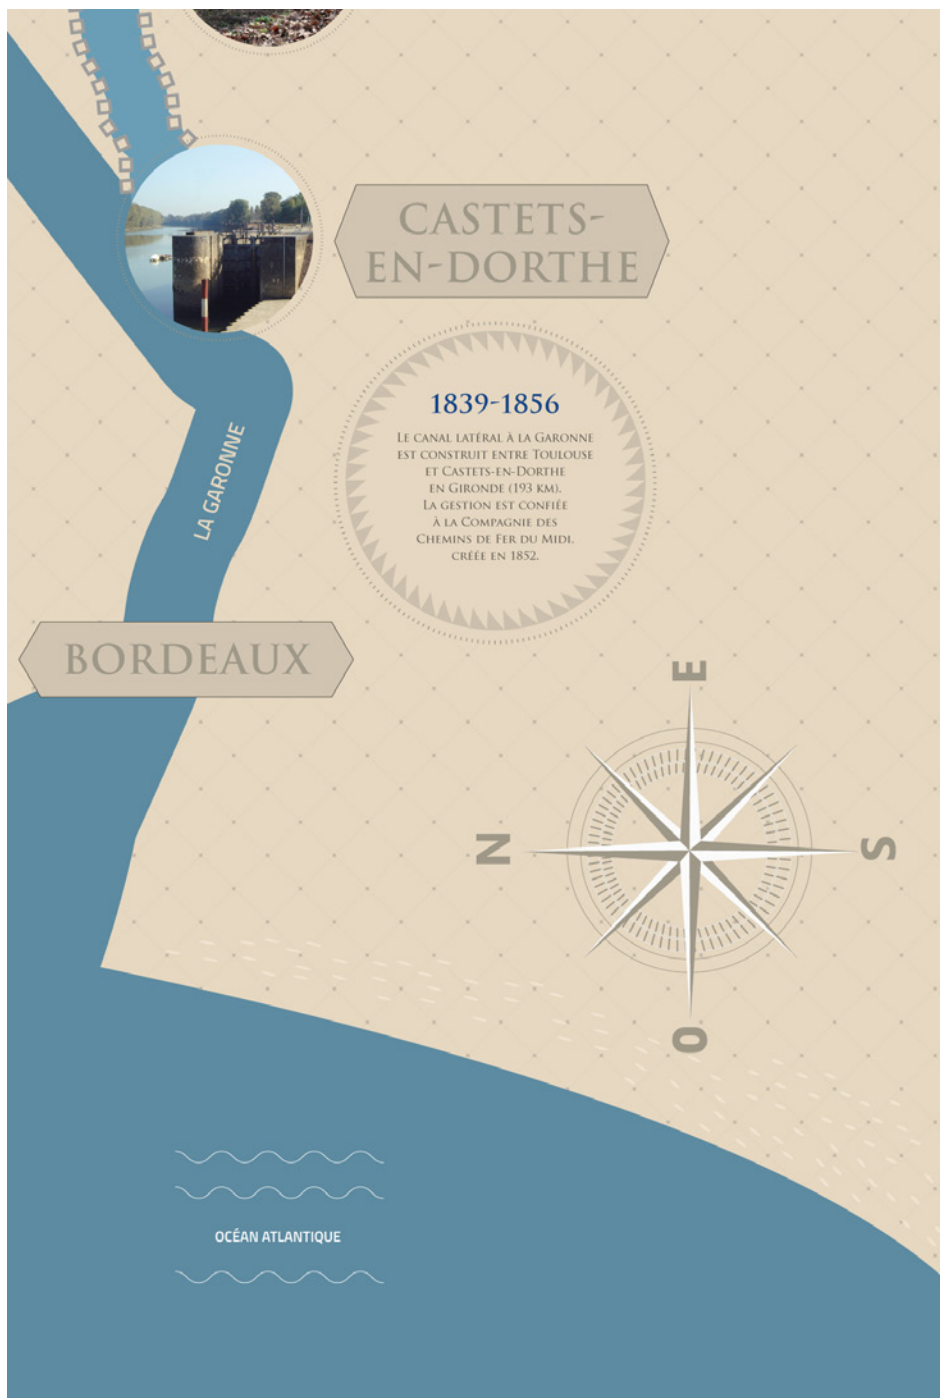 CASTETS-
EN-DORTHE
1839-1856
LE CANAL LATÉRAL À LA GARONNE
EST CONSTRUIT ENTRE TOULOUSE
ET CASTETS-EN-DORTHE
EN GIRONDE (193 KM).
LA GESTION EST CONFIÉE
À LA COMPAGNIE DES
CHEMINS DE FER DU MIDI,
CRÉÉE EN 1852.
LA GARONNE
BORDEAUX
E
N
S
O
OCÉAN ATLANTIQUE